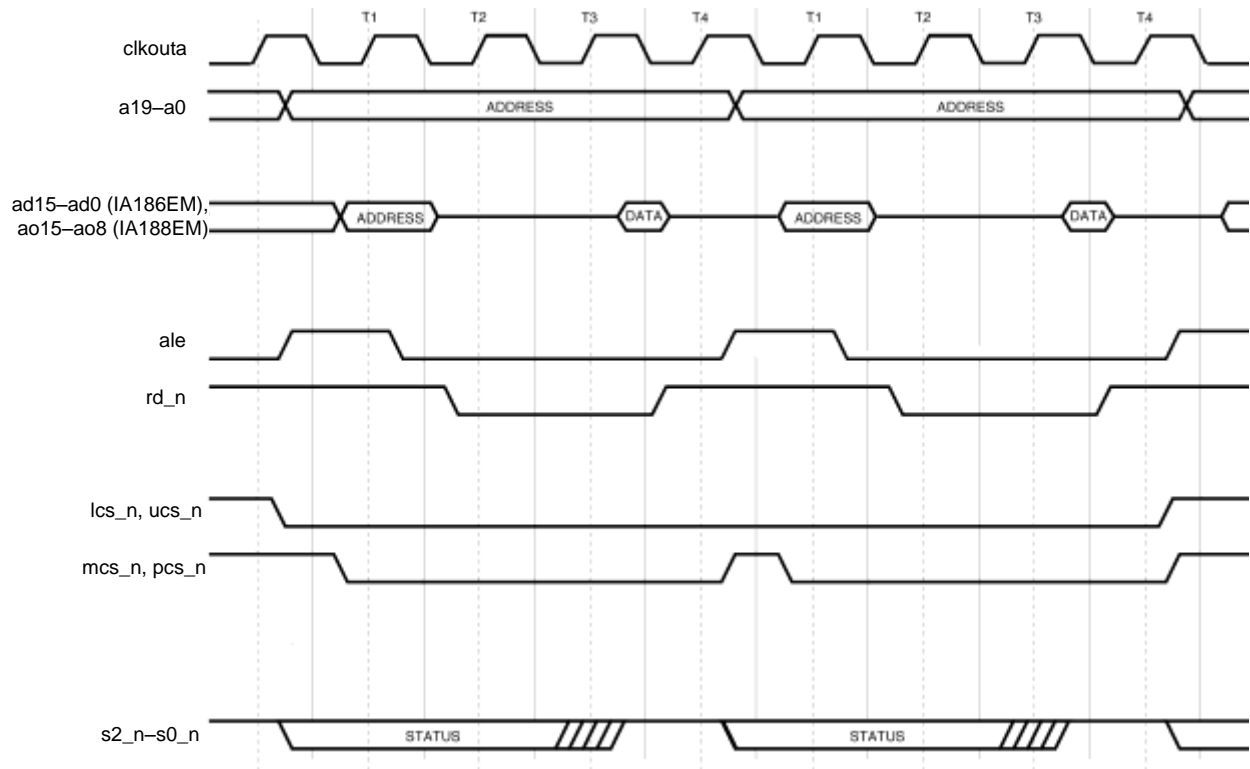 T1 T2 T3 T4 T1 T2 T3 T4
clkouta
a19–a0 ADDRESS ADDRESS
ad15–ad0 (IA186EM),
ao15–ao8 (IA188EM)
ADDRESS DATA ADDRESS DATA
ale
rd_n
lcs_n, ucs_n
mcs_n, pcs_n
s2_n–s0_n STATUS STATUS